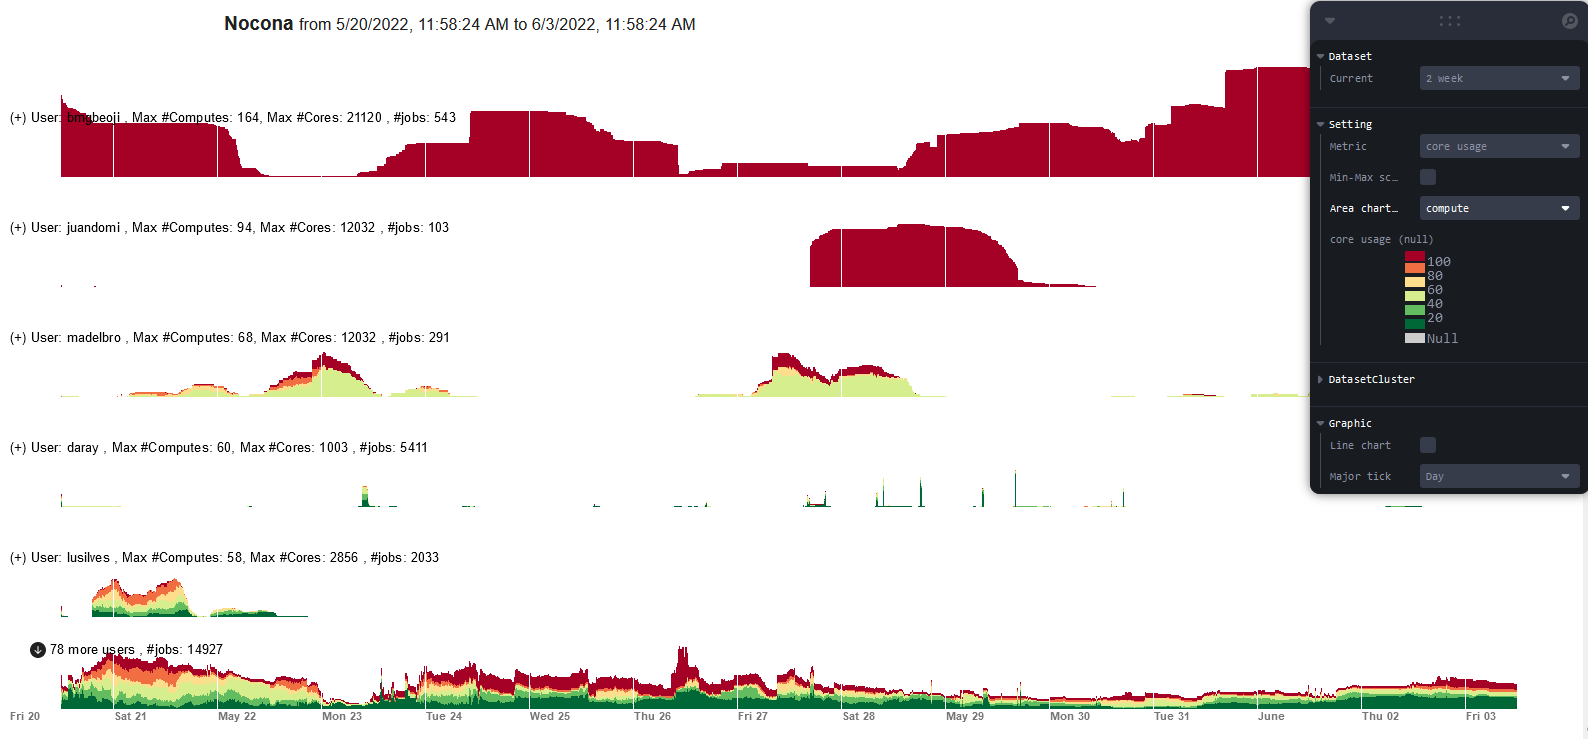 Nocona from 5/20/2022, 11:58:24 AM to 6/3/2022, 11:58:24 AM
(+) User: bmgbeoji , Max #Computes: 164, Max #Cores: 21120 , #jobs: 543
(+) User: juandomi , Max #Computes: 94, Max #Cores: 12032 , #jobs: 103
(+) User: madelbro , Max #Computes: 68, Max #Cores: 12032 , #jobs: 291
(+) User: daray , Max #Computes: 60, Max #Cores: 1003 , #jobs: 5411
(+) User: lusilves , Max #Computes: 58, Max #Cores: 2856 , #jobs: 2033
78 more users , #jobs: 14927
Fri 20 Sat 21 May 22 Mon 23 Tue 24 Wed 25 Thu 26 Fri 27 Sat 28 May 29 Mon 30 Tue 31 June Thu 02 Fri 03
Dataset
Current 2 week
Setting
Metric core usage
Min-Max sc…
Area chart… compute
core usage (null)
100
80
60
40
20
Null
DatasetCluster
Graphic
Line chart
Major tick Day